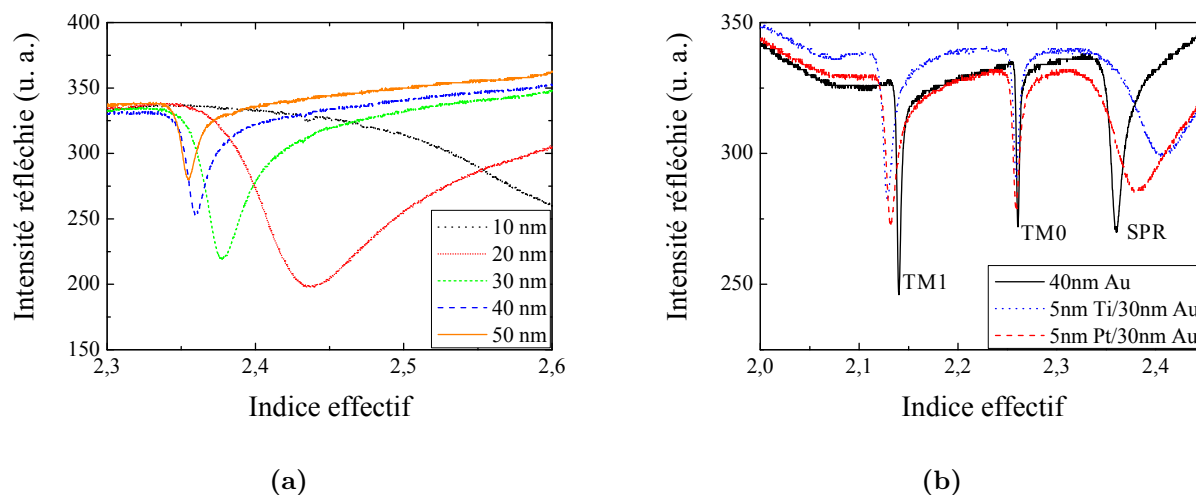 Intensité réfléchie (u. a.)
400
350
300
250
200
150
2,3
2,4
2,5
2,6
Indice effectif
10 nm
20 nm
30 nm
40 nm
50 nm
(a)
Intensité réfléchie (u. a.)
350
300
250
2,0
2,1
2,2
2,3
2,4
Indice effectif
TM1
TM0
SPR
40nm Au
5nm Ti/30nm Au
5nm Pt/30nm Au
(b)